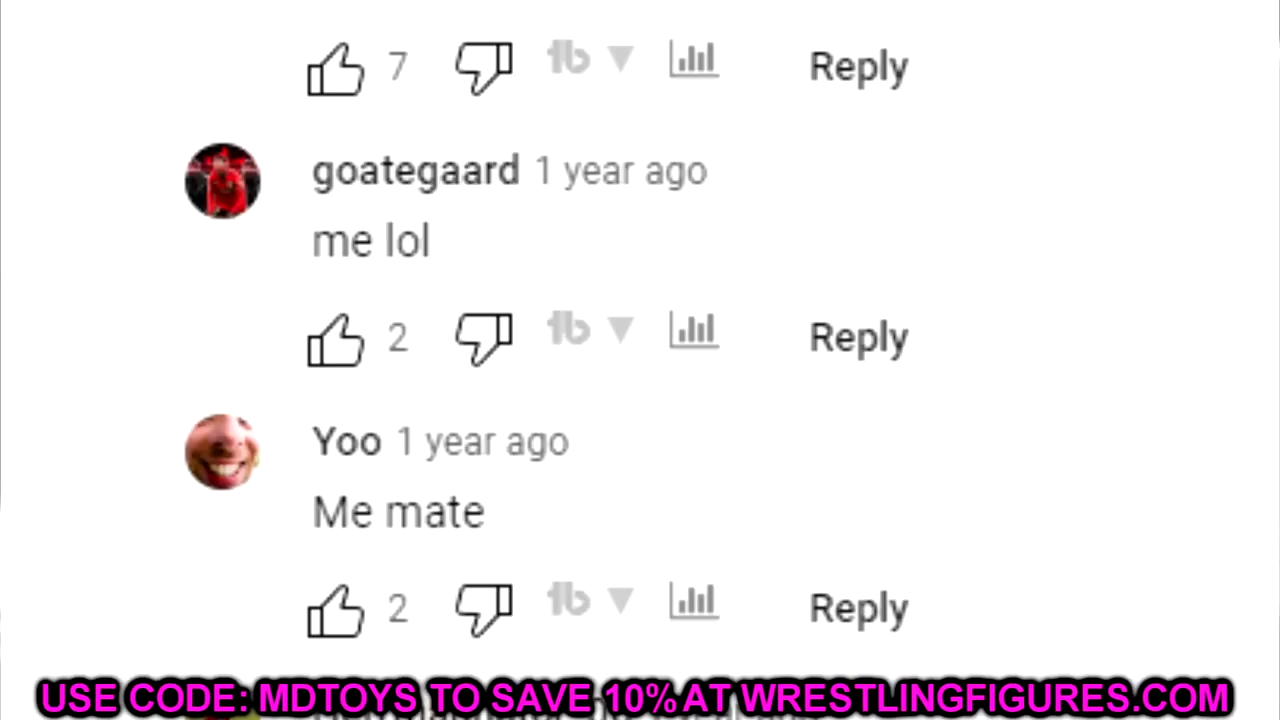 7 Reply
goategaard 1 year ago
me lol
2 Reply
Yoo 1 year ago
Me mate
2 Reply
USE CODE: MDTOYS TO SAVE 10% AT WRESTLINGFIGURES.COM